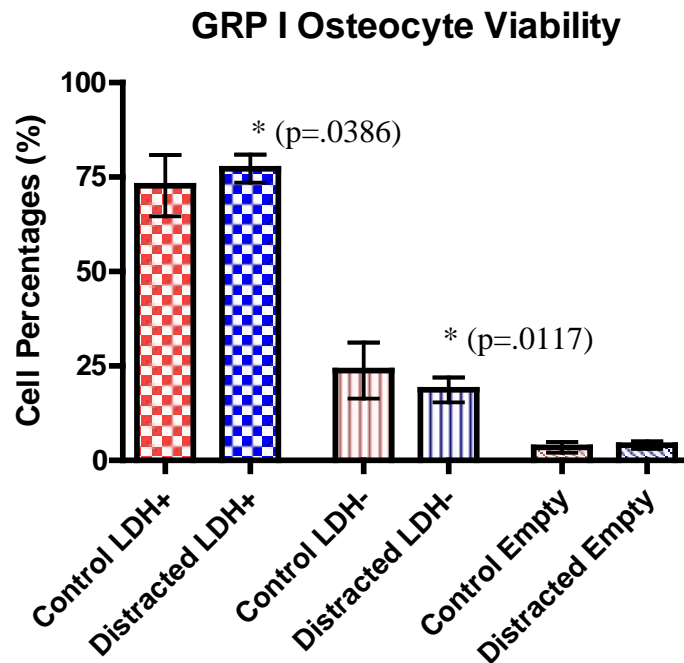 GRP I Osteocyte Viability
Cell Percentages (%)
100
75
50
25
0
* (p=.0386)
* (p=.0117)
Control LDH+
Distracted LDH+
Control LDH-
Distracted LDH-
Control Empty
Distracted Empty